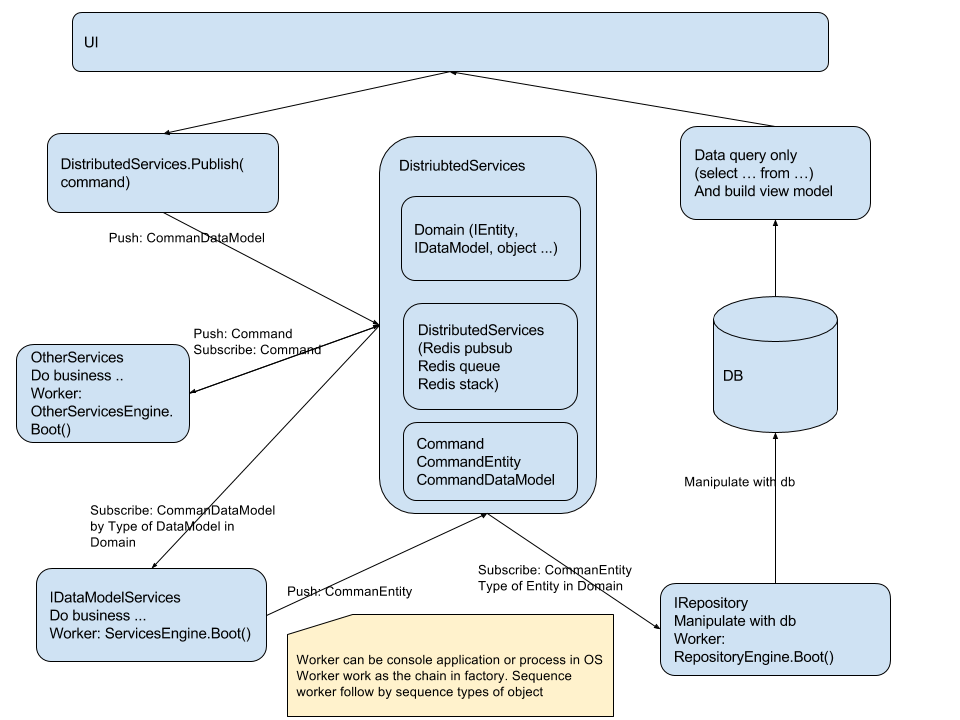 UI
DistributedServices.Publish(
command)
Push: CommanDataModel
DistriubtedServices
Domain (IEntity,
IDataModel, object ...)
DistributedServices
(Redis pubsub
Redis queue
Redis stack)
Command
CommandEntity
CommandDataModel
Data query only
(select … from …)
And build view model
DB
Manipulate with db
Push: Command
Subscribe: Command
OtherServices
Do business ..
Worker:
OtherServicesEngine.
Boot()
Subscribe: CommanDataModel
by Type of DataModel in
Domain
IDataModelServices
Do business ...
Worker: ServicesEngine.Boot()
Push: CommanEntity
Subscribe: CommanEntity
Type of Entity in Domain
IRepository
Manipulate with db
Worker:
RepositoryEngine.Boot()
Worker can be console application or process in OS
Worker work as the chain in factory. Sequence
worker follow by sequence types of object